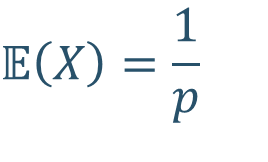 𝔼(X) = 1/p